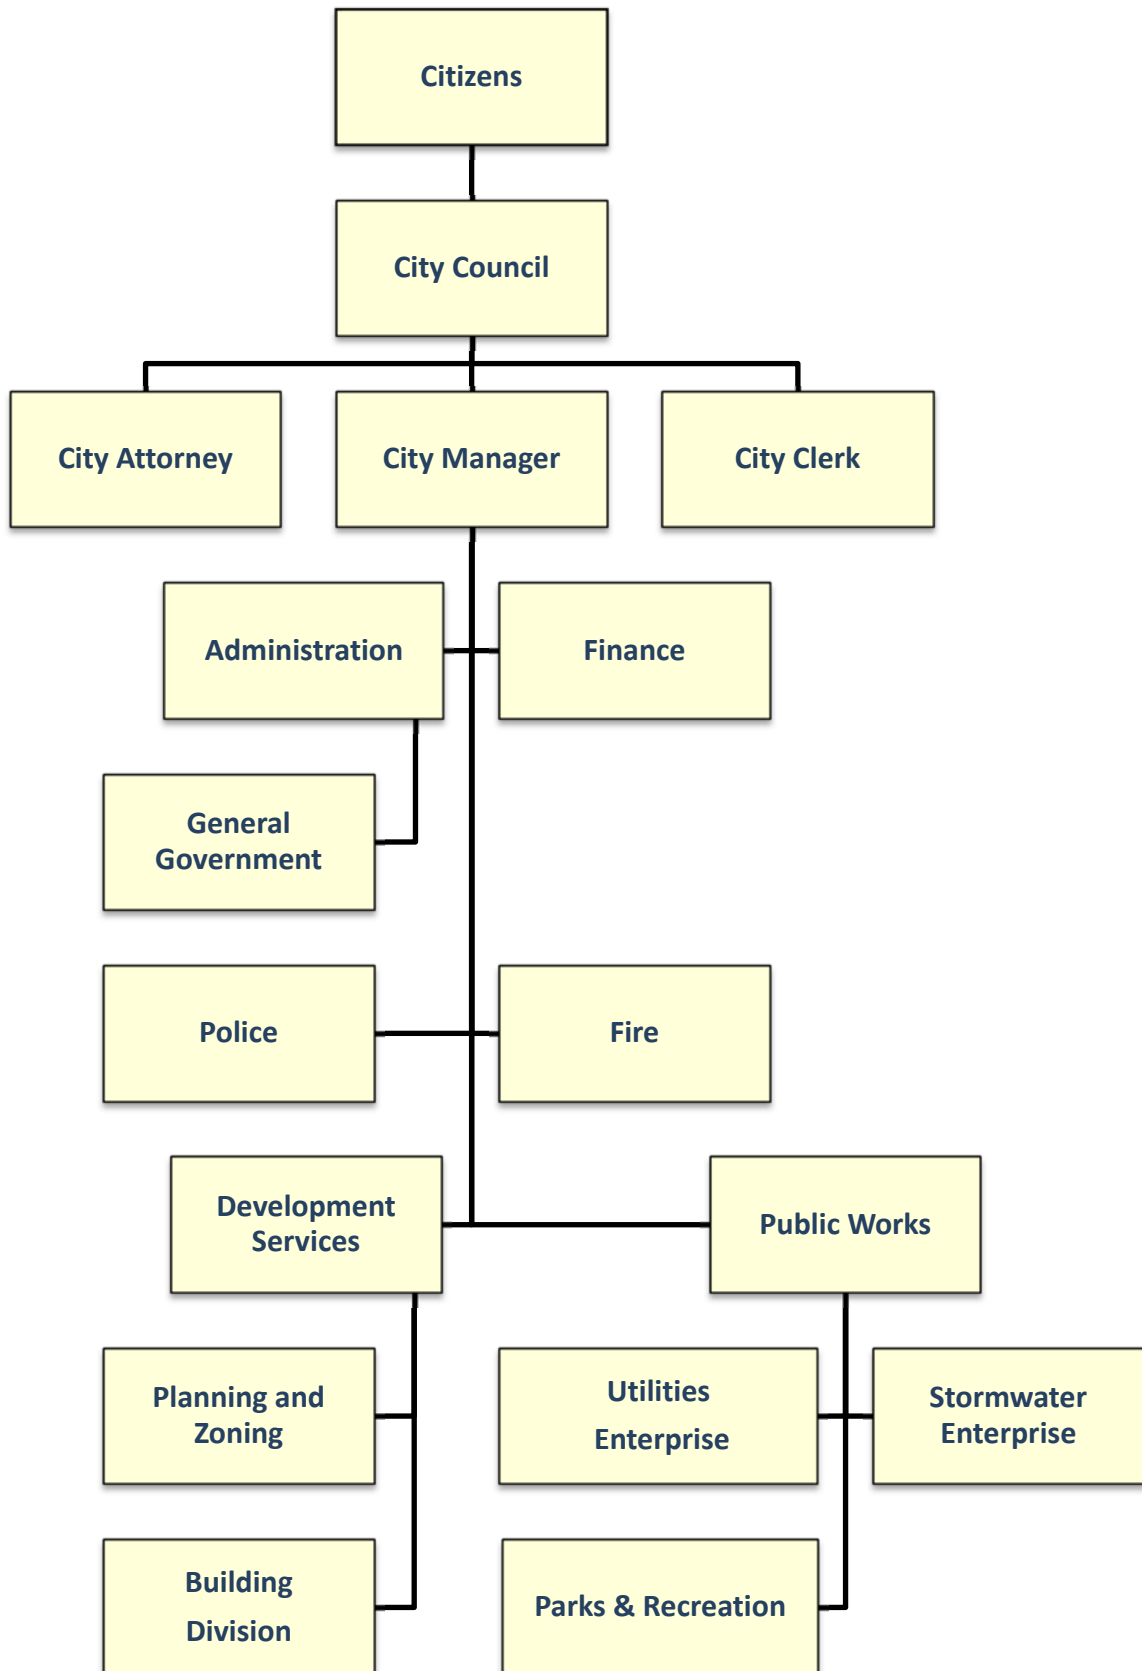 Citizens
City Council
City Attorney
City Manager
City Clerk
Administration
Finance
General
Government
Police
Fire
Development
Services
Public Works
Planning and
Zoning
Utilities
Enterprise
Stormwater
Enterprise
Building
Division
Parks & Recreation